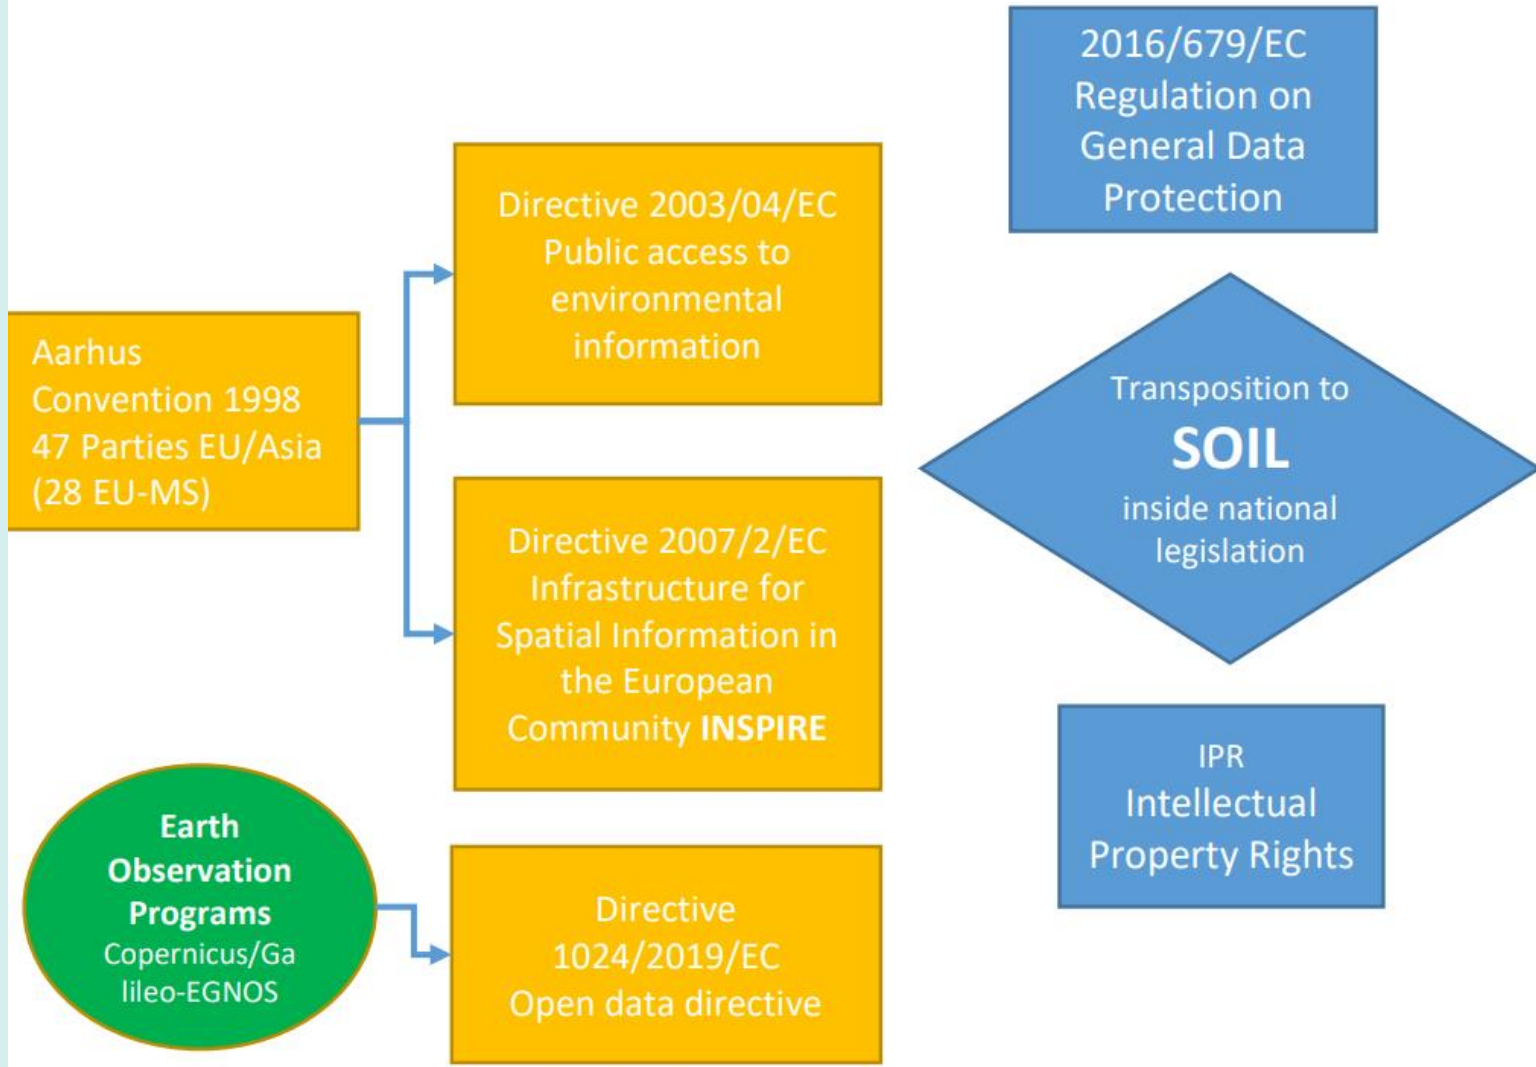 Aarhus
Convention 1998
47 Parties EU/Asia
(28 EU-MS)
Directive 2003/04/EC
Public access to
environmental
information
Directive 2007/2/EC
Infrastructure for
Spatial Information in
the European
Community INSPIRE
Earth
Observation
Programs
Copernicus/Ga
lileo-EGNOS
Directive
1024/2019/EC
Open data directive
2016/679/EC
Regulation on
General Data
Protection
Transposition to
SOIL
inside national
legislation
IPR
Intellectual
Property Rights